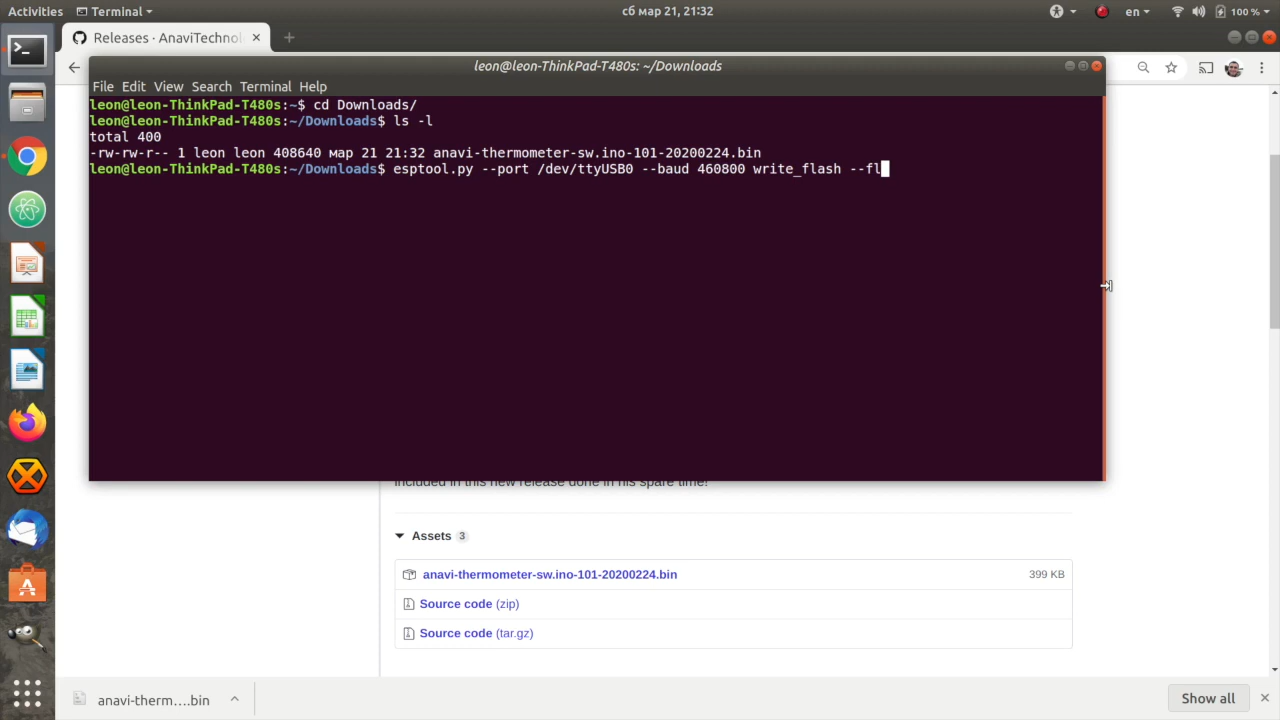 Activities
Terminal
сб мар 21, 21:32
en
100 %
Releases · AnaviTechnol
leon@leon-ThinkPad-T480s: ~/Downloads
File Edit View Search Terminal Help
leon@leon-ThinkPad-T480s:~$ cd Downloads/
leon@leon-ThinkPad-T480s:~/Downloads$ ls -l
total 400
-rw-rw-r-- 1 leon leon 408640 мар 21 21:32 anavi-thermometer-sw.ino-101-20200224.bin
leon@leon-ThinkPad-T480s:~/Downloads$ esptool.py --port /dev/ttyUSB0 --baud 460800 write_flash --fl
included in this new release done in his spare time!
Assets 3
anavi-thermometer-sw.ino-101-20200224.bin 399 KB
Source code (zip)
Source code (tar.gz)
anavi-therm….bin
Show all